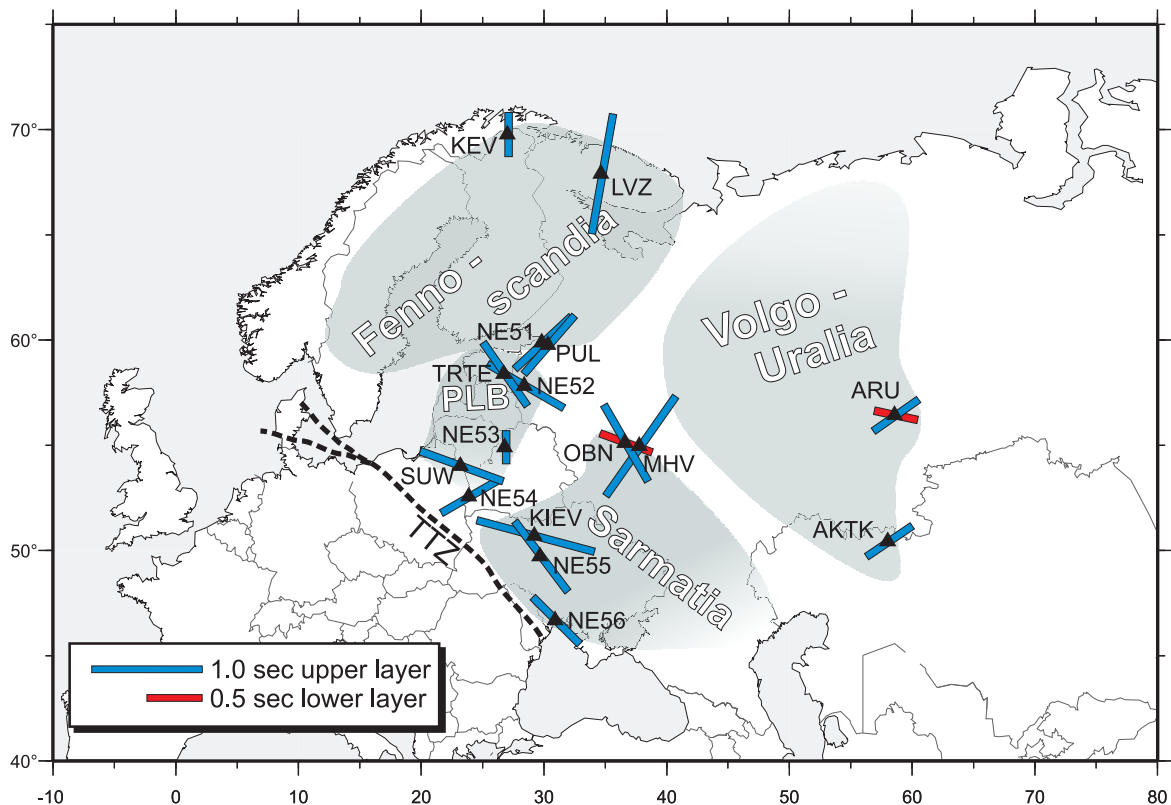 70°
60°
50°
40°
KEV
LVZ
Fenno -
scandia
Volgo -
Uralia
NE51
PUL
TRTE
NE52
PLB
ARU
NE53
OBN
MHV
SUW
NE54
KIEV
Sarmatia
AKTK
TTZ
NE55
NE56
1.0 sec upper layer
0.5 sec lower layer
-10 0 10 20 30 40 50 60 70 80